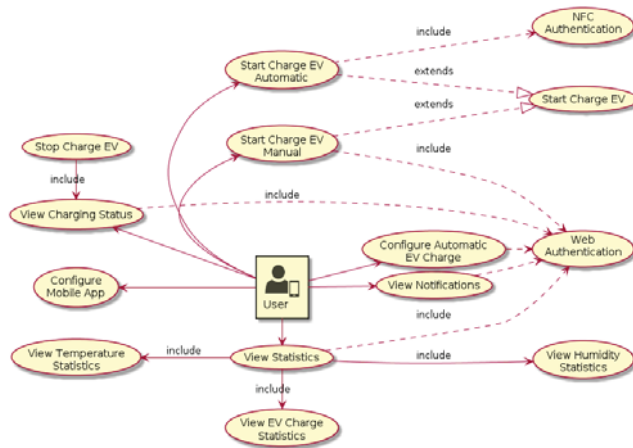 include
NFC
Authentication
Start Charge EV
Automatic
extends
Start Charge EV
extends
Start Charge EV
Manual
include
Stop Charge EV
include
include
View Charging Status
Configure Automatic
EV Charge
Web
Authentication
Configure
Mobile App
User
View Notifications
include
View Temperature
Statistics
include
View Statistics
include
View Humidity
Statistics
include
View EV Charge
Statistics